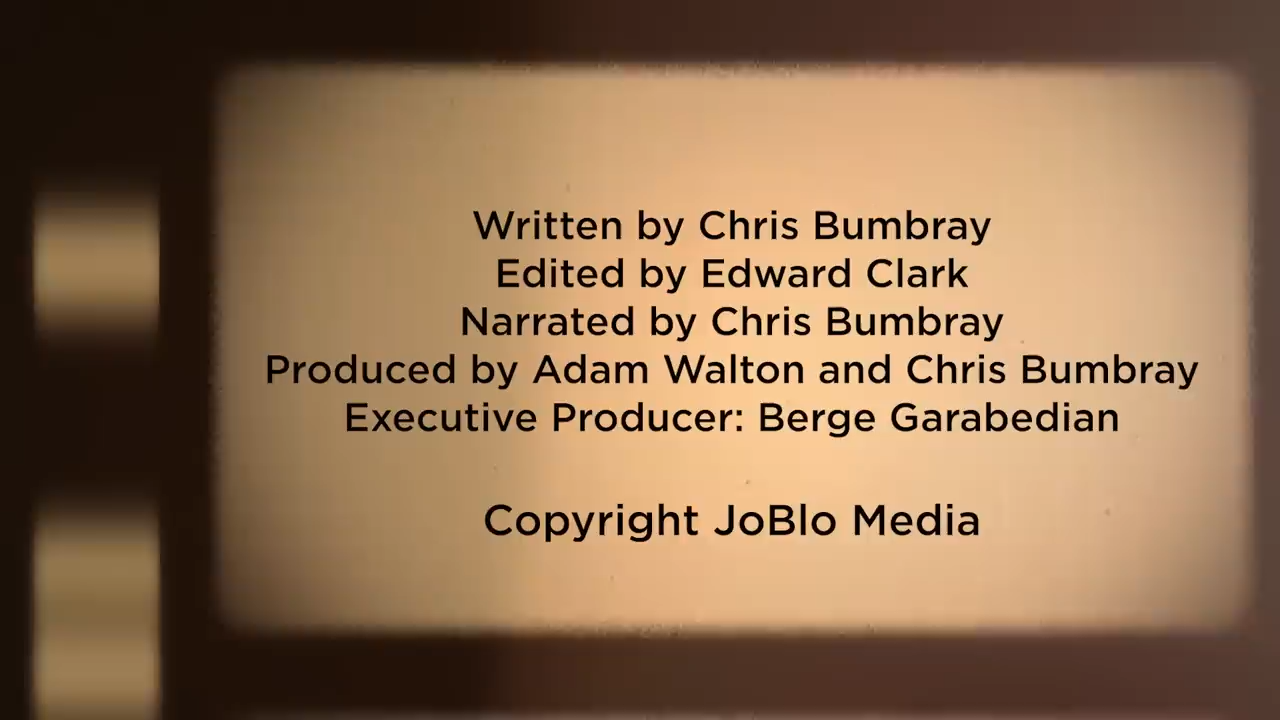 Written by Chris Bumbray
Edited by Edward Clark
Narrated by Chris Bumbray
Produced by Adam Walton and Chris Bumbray
Executive Producer: Berge Garabedian
Copyright JoBlo Media